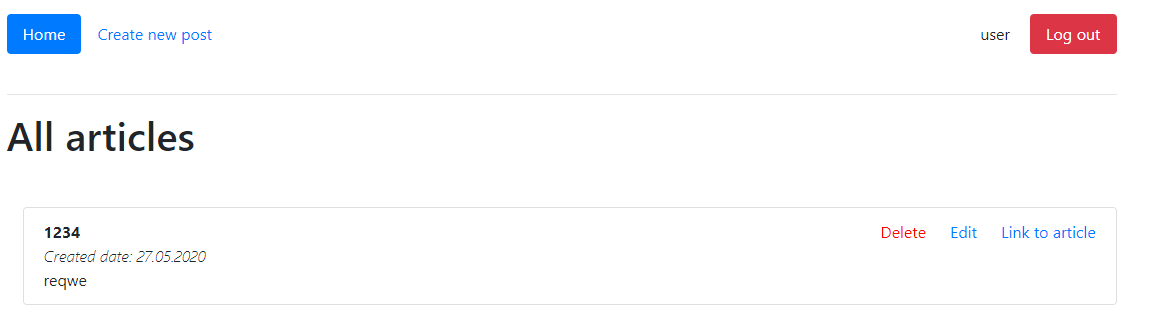 Home Create new post user Log out
All articles
1234 Delete Edit Link to article
Created date: 27.05.2020
reqwe